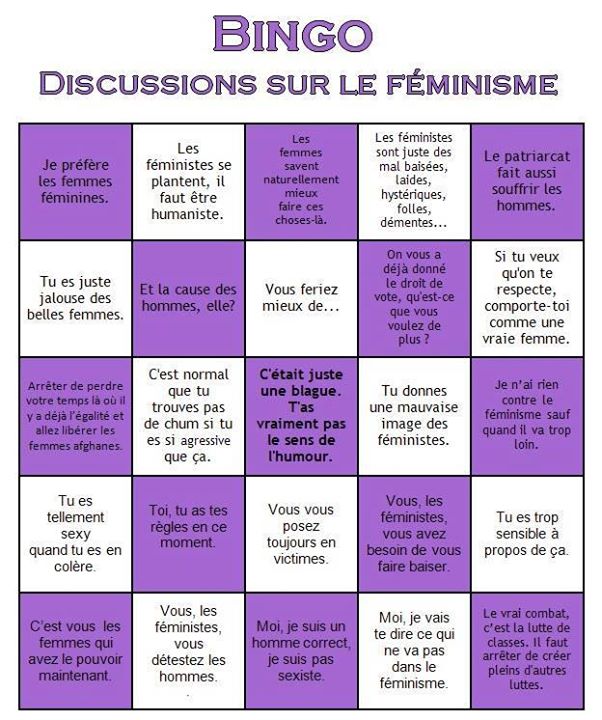 BINGO
DISCUSSIONS SUR LE FÉMINISME
Je préfère
les femmes
féminines.
Les
féministes se
plantent, il
faut être
humaniste.
Les
femmes
savent
naturellement
mieux
faire ces
choses-là.
Les féministes
sont juste des
mal baisées,
laides,
hystériques,
folles,
démentes...
Le patriarcat
fait aussi
souffrir les
hommes.
Tu es juste
jalouse des
belles femmes.
Et la cause des
hommes, elle?
Vous feriez
mieux de...
On vous a
déjà donné
le droit de
vote, qu'est-ce
que vous
voulez de
plus ?
Si tu veux
qu'on te
respecte,
comporte-toi
comme une
vraie femme.
Arrêter de perdre
votre temps là où il
y a déjà l'égalité et
allez libérer les
femmes afghanes.
C'est normal
que tu
trouves pas
de chum si tu
es si agressive
que ça.
C'était juste
une blague.
T'as
vraiment pas
le sens de
l'humour.
Tu donnes
une mauvaise
image des
féministes.
Je n'ai rien
contre le
féminisme sauf
quand il va trop
loin.
Tu es
tellement
sexy
quand tu es en
colère.
Toi, tu as tes
règles en ce
moment.
Vous vous
posez
toujours en
victimes.
Vous, les
féministes,
vous avez
besoin de vous
faire baiser.
Tu es trop
sensible à
propos de ça.
C'est vous les
femmes qui
avez le pouvoir
maintenant.
Vous, les
féministes,
vous
détestez les
hommes.
.
Moi, je suis un
homme correct,
je suis pas
sexiste.
Moi, je vais
te dire ce qui
ne va pas
dans le
féminisme.
Le vrai combat,
c'est la lutte de
classes. Il faut
arrêter de créer
pleins d'autres
luttes.